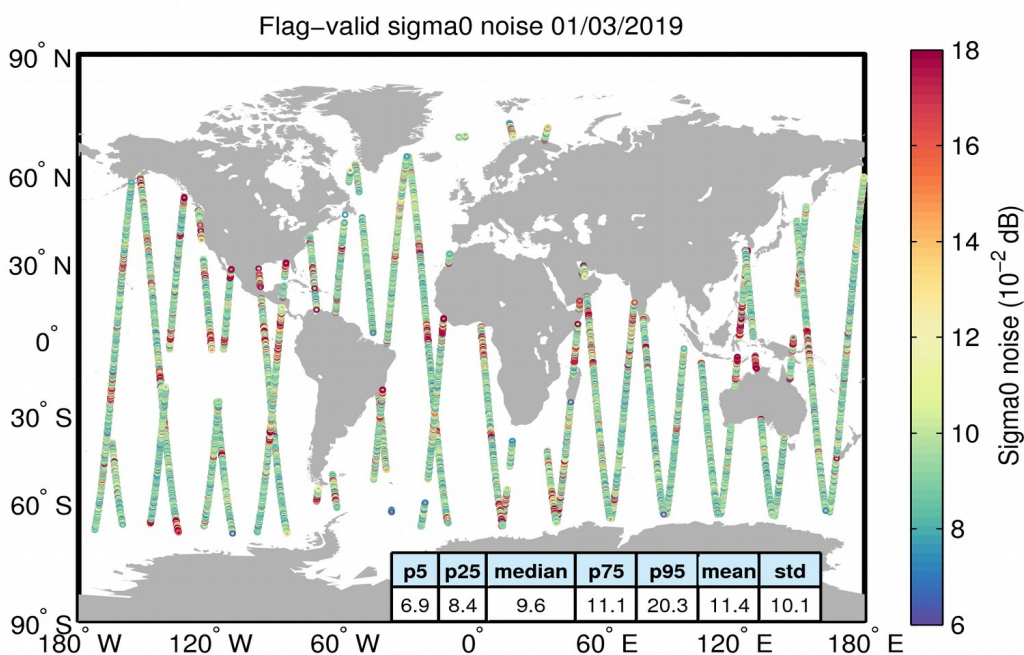 Flag−valid sigma0 noise 01/03/2019
90° N
60° N
30° N
0°
30° S
60° S
90° S
180° W
120° W
60° W
0°
60° E
120° E
180° E
p5 p25 median p75 p95 mean std
6.9 8.4 9.6 11.1 20.3 11.4 10.1
18
16
14
12
10
8
6
Sigma0 noise (10⁻² dB)